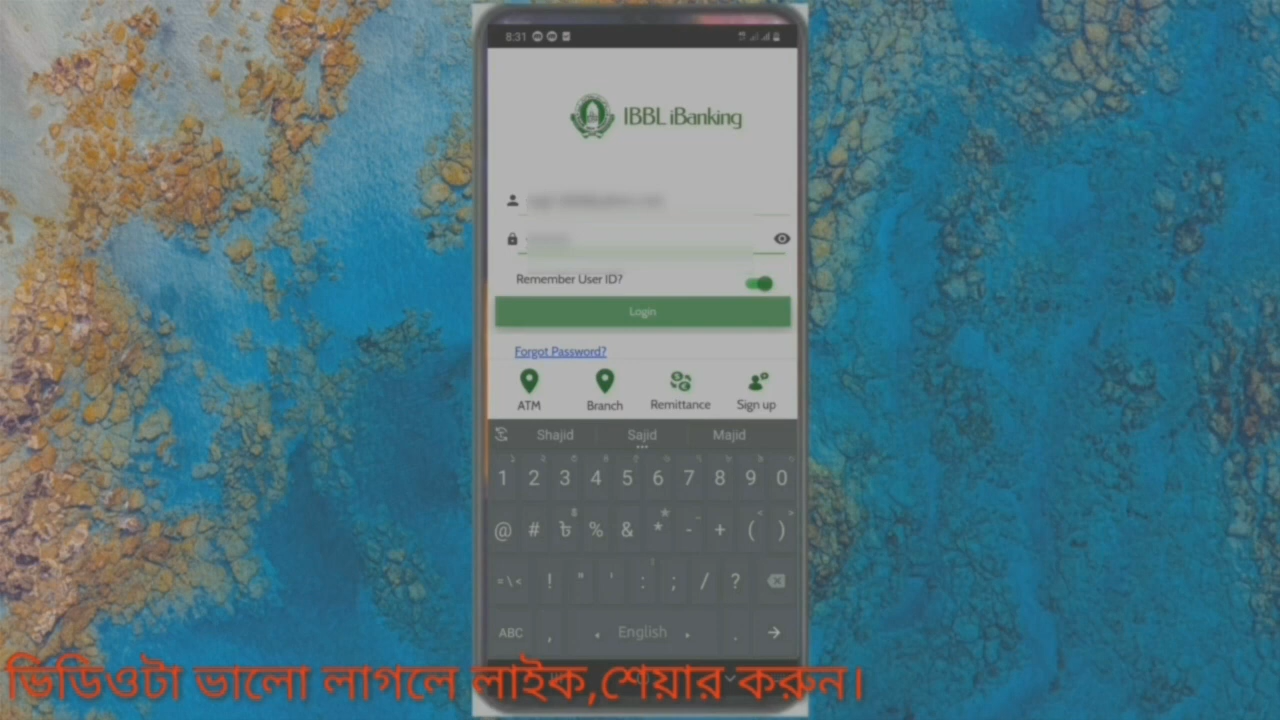 8:31
IBBL iBanking
Remember User ID?
Login
Forgot Password?
ATM Branch Remittance Sign up
Shajid Sajid Majid
1 2 3 4 5 6 7 8 9 0
@ # ৳ % & * - + ( )
=\< ! " ' : ; / ?
ABC , English .
ভিডিওটা ভালো লাগলে লাইক,শেয়ার করুন।